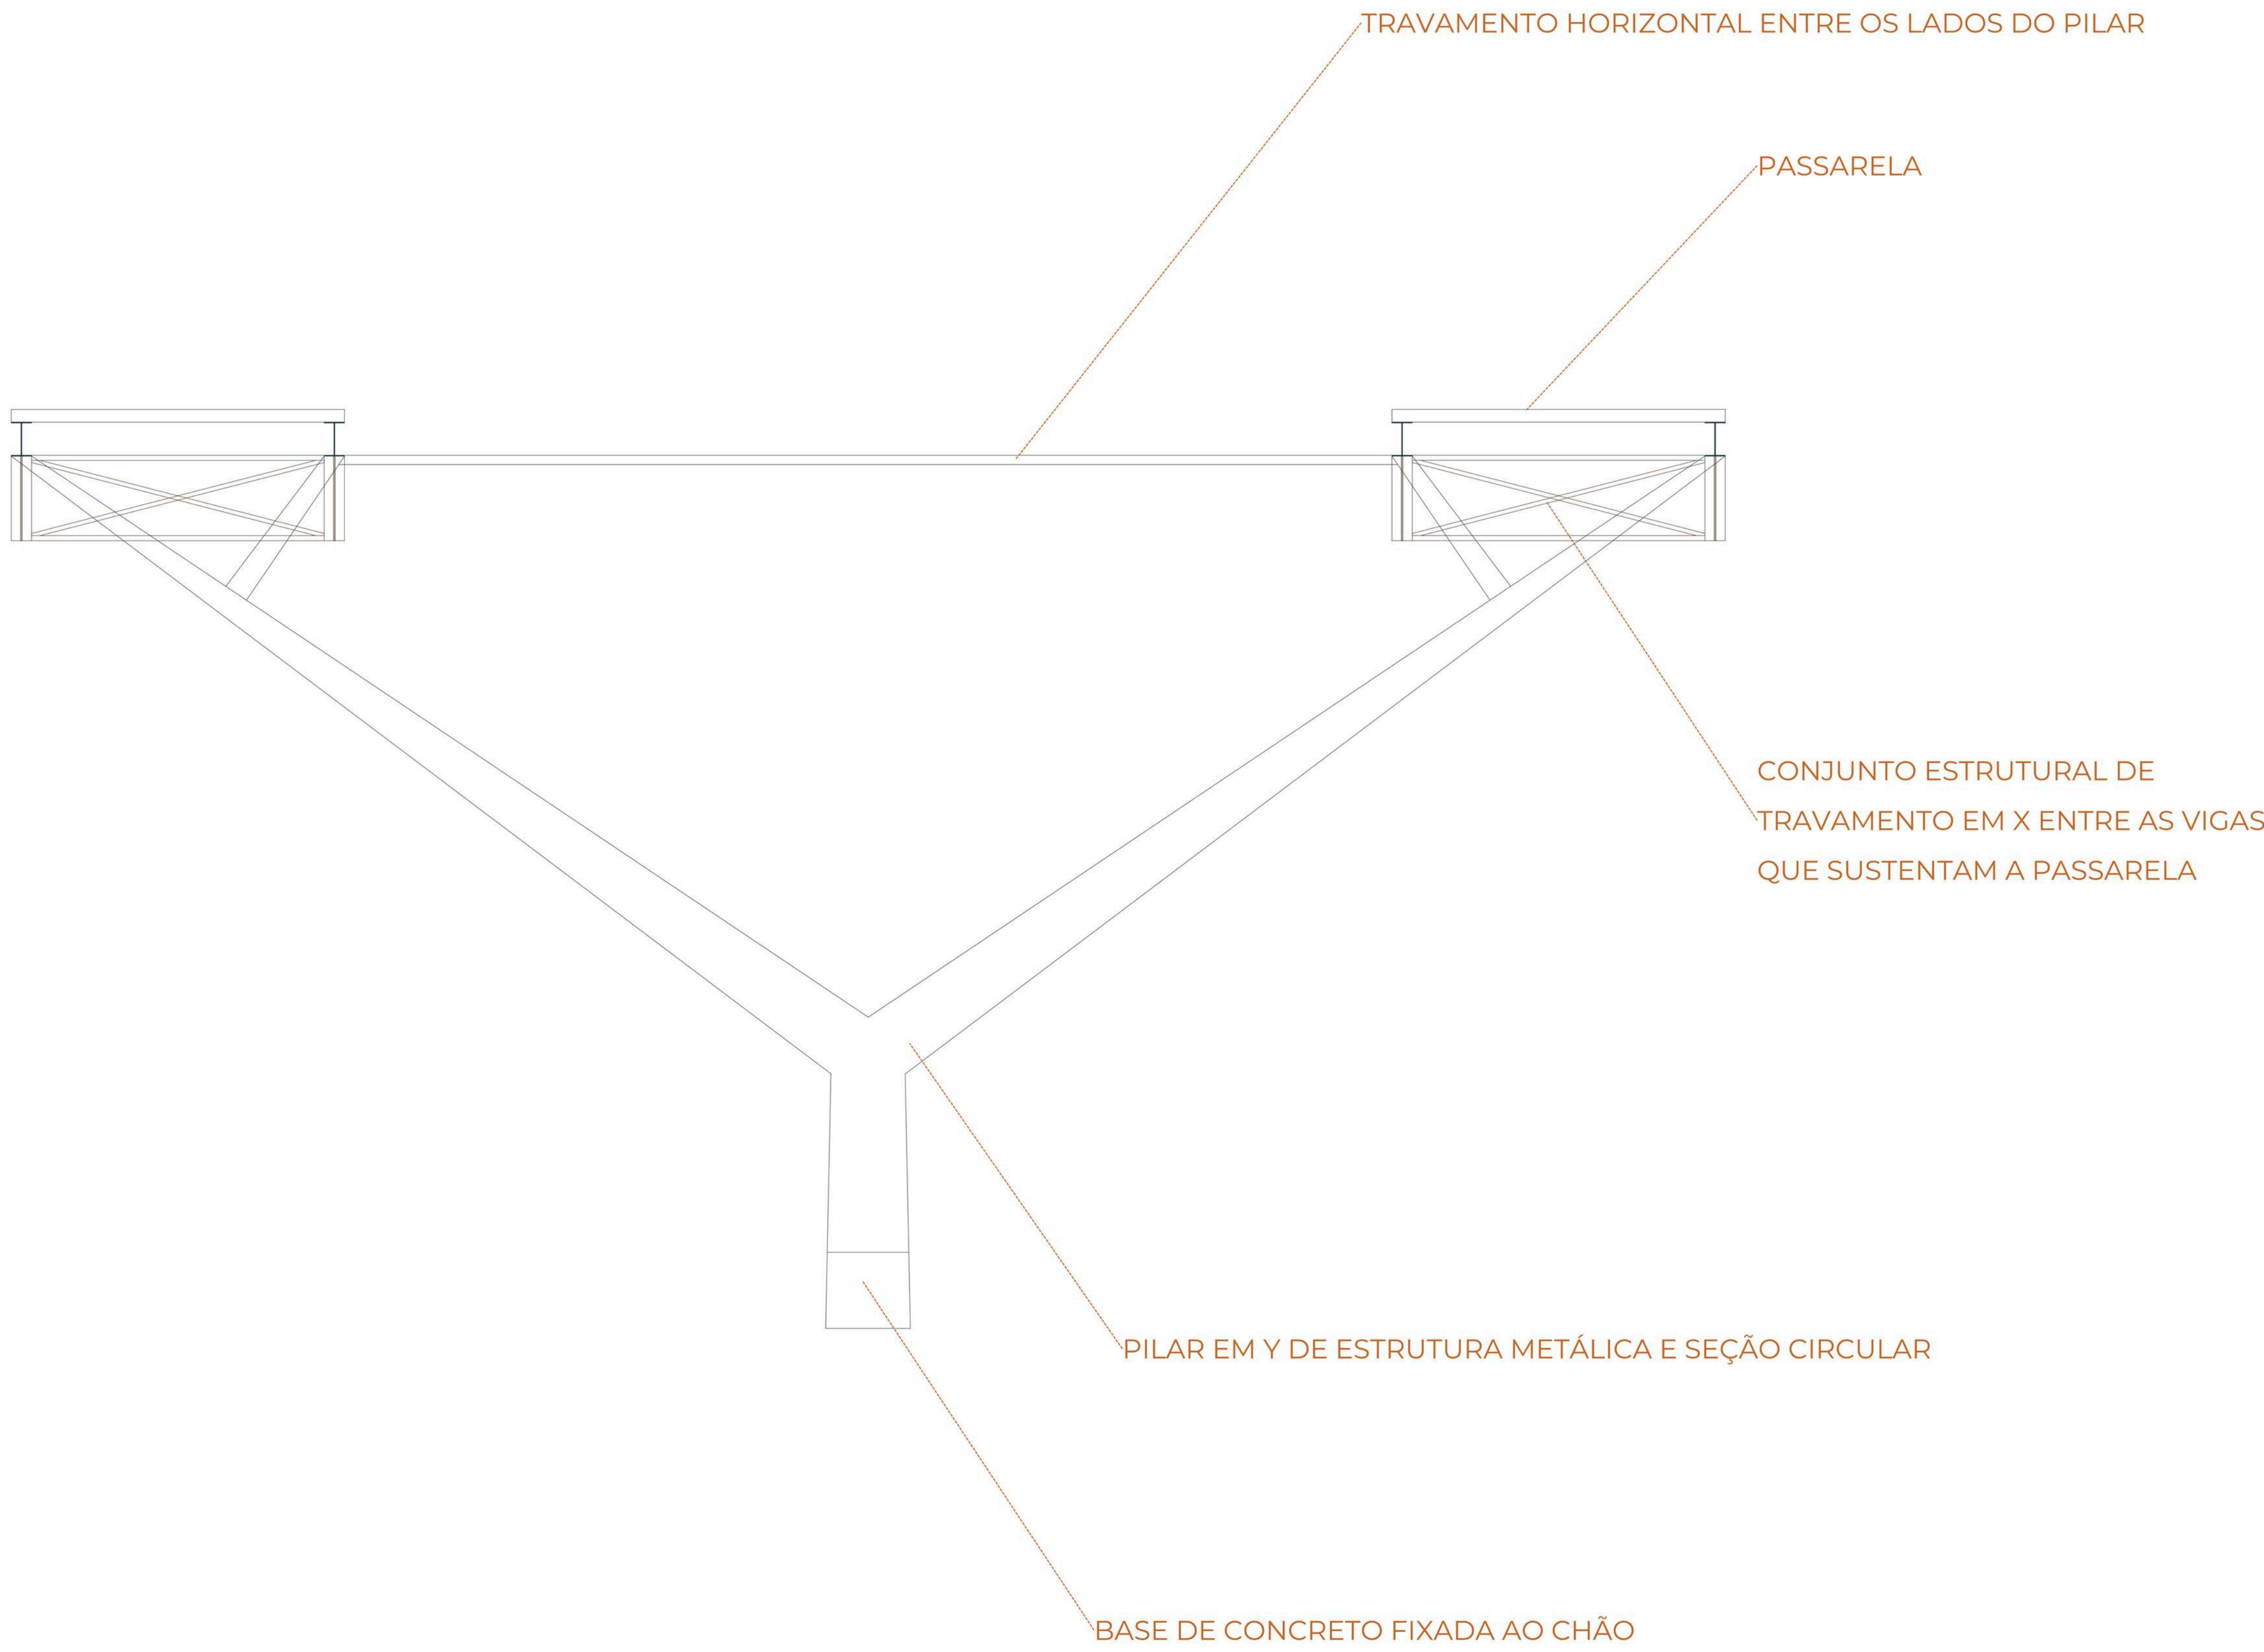 TRAVAMENTO HORIZONTAL ENTRE OS LADOS DO PILAR
PASSARELA
CONJUNTO ESTRUTURAL DE
TRAVAMENTO EM X ENTRE AS VIGAS
QUE SUSTENTAM A PASSARELA
PILAR EM Y DE ESTRUTURA METÁLICA E SEÇÃO CIRCULAR
BASE DE CONCRETO FIXADA AO CHÃO